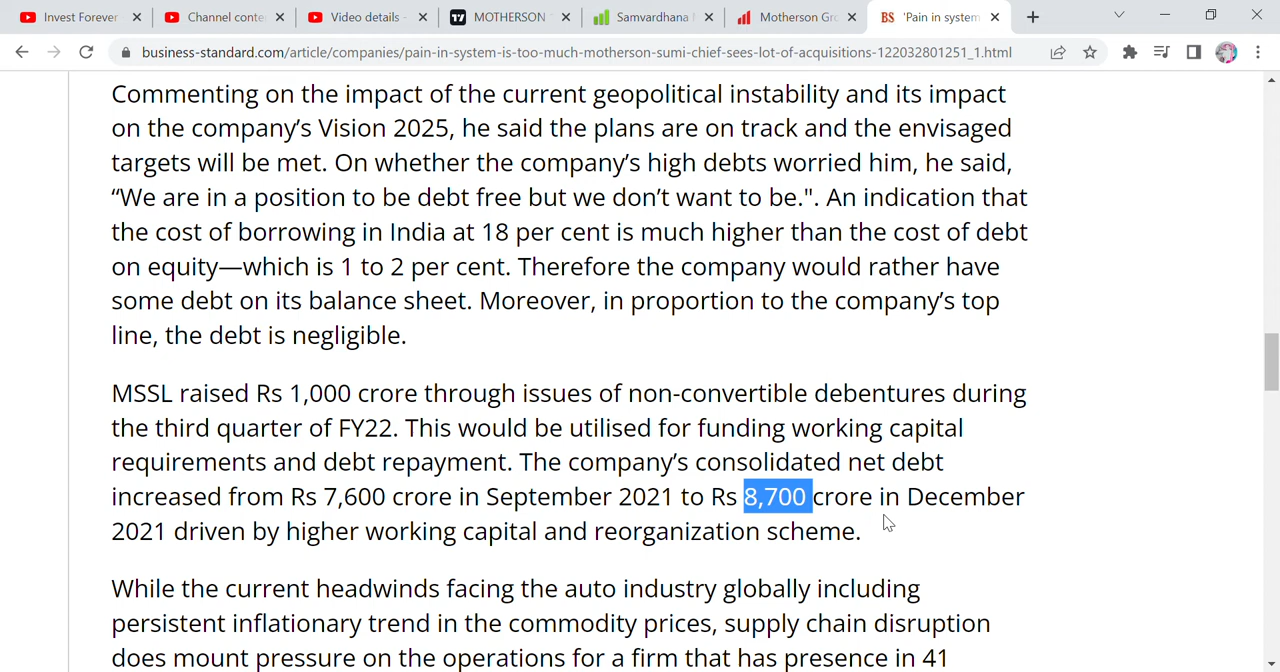 Invest Forever
Channel conte
Video details -
MOTHERSON
Samvardhana
Motherson Gro
BS 'Pain in system
business-standard.com/article/companies/pain-in-system-is-too-much-motherson-sumi-chief-sees-lot-of-acquisitions-122032801251_1.html
Commenting on the impact of the current geopolitical instability and its impact
on the company’s Vision 2025, he said the plans are on track and the envisaged
targets will be met. On whether the company’s high debts worried him, he said,
“We are in a position to be debt free but we don’t want to be.". An indication that
the cost of borrowing in India at 18 per cent is much higher than the cost of debt
on equity—which is 1 to 2 per cent. Therefore the company would rather have
some debt on its balance sheet. Moreover, in proportion to the company’s top
line, the debt is negligible.
MSSL raised Rs 1,000 crore through issues of non-convertible debentures during
the third quarter of FY22. This would be utilised for funding working capital
requirements and debt repayment. The company’s consolidated net debt
increased from Rs 7,600 crore in September 2021 to Rs 8,700 crore in December
2021 driven by higher working capital and reorganization scheme.
While the current headwinds facing the auto industry globally including
persistent inflationary trend in the commodity prices, supply chain disruption
does mount pressure on the operations for a firm that has presence in 41